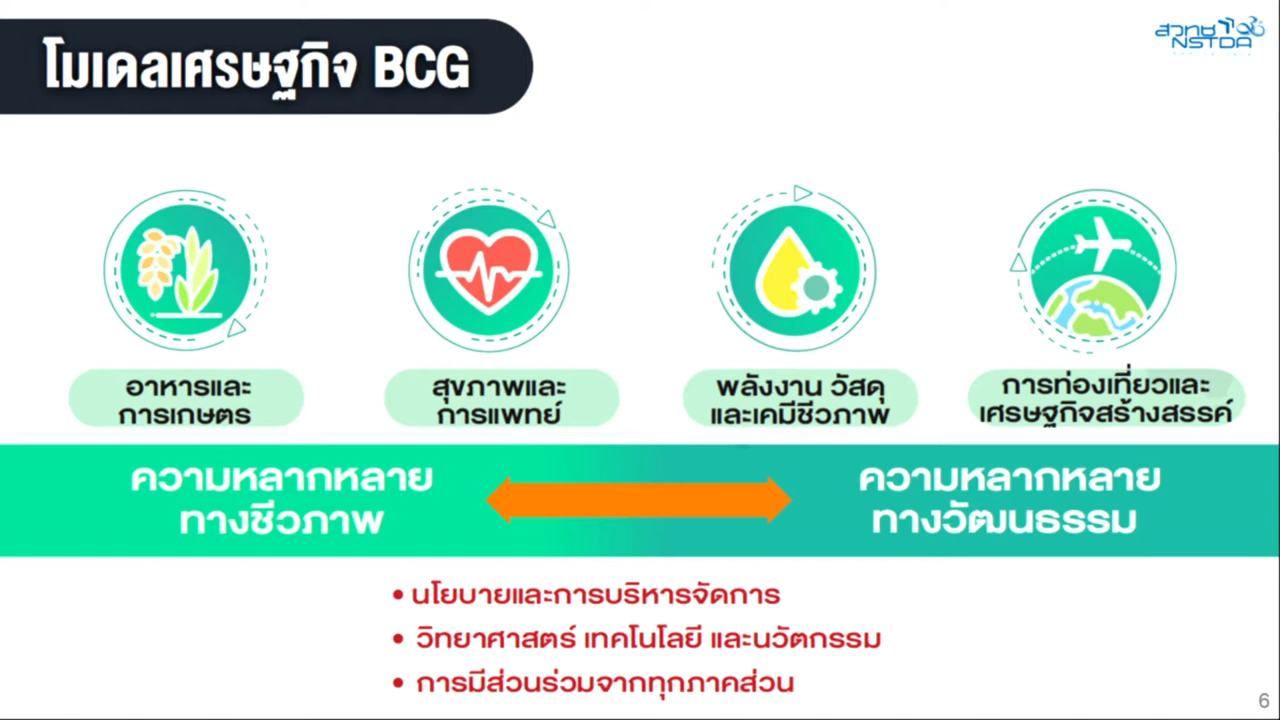 โมเดลเศรษฐกิจ BCG
สวทช
NSTDA
อาหารและ
การเกษตร
สุขภาพและ
การแพทย์
พลังงาน วัสดุ
และเคมีชีวภาพ
การท่องเที่ยวและ
เศรษฐกิจสร้างสรรค์
ความหลากหลาย
ทางชีวภาพ
ความหลากหลาย
ทางวัฒนธรรม
• นโยบายและการบริหารจัดการ
• วิทยาศาสตร์ เทคโนโลยี และนวัตกรรม
• การมีส่วนร่วมจากทุกภาคส่วน
6